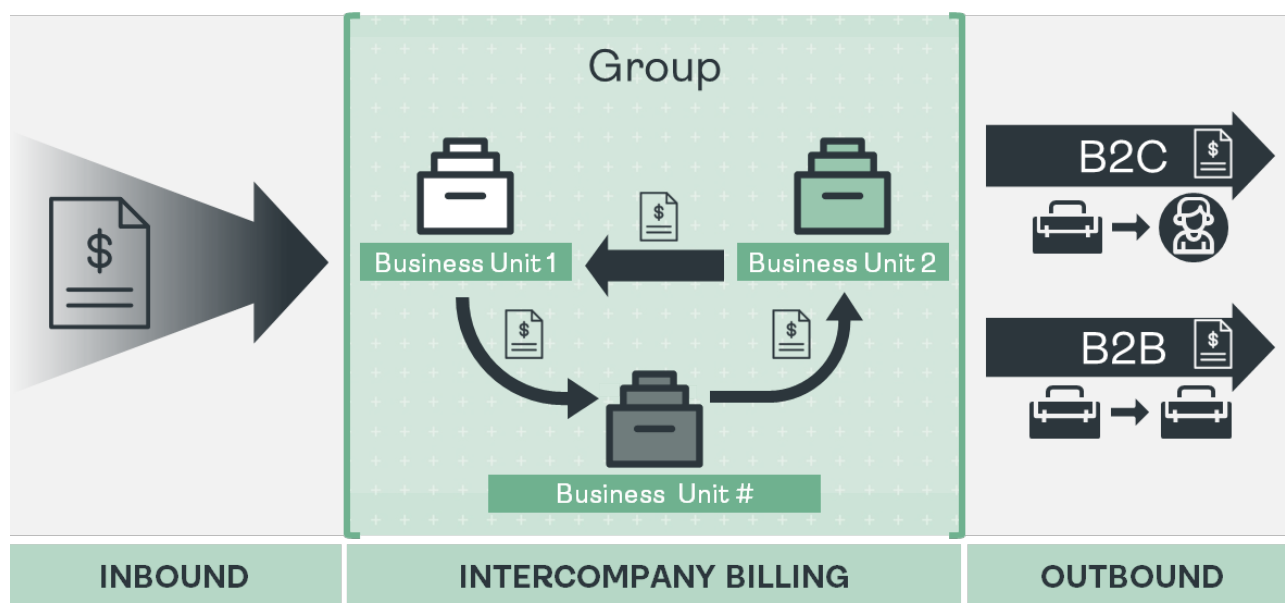 Group
$
Business Unit 1
$
Business Unit 2
$
$
Business Unit #
B2C
$
B2B
$
INBOUND
INTERCOMPANY BILLING
OUTBOUND